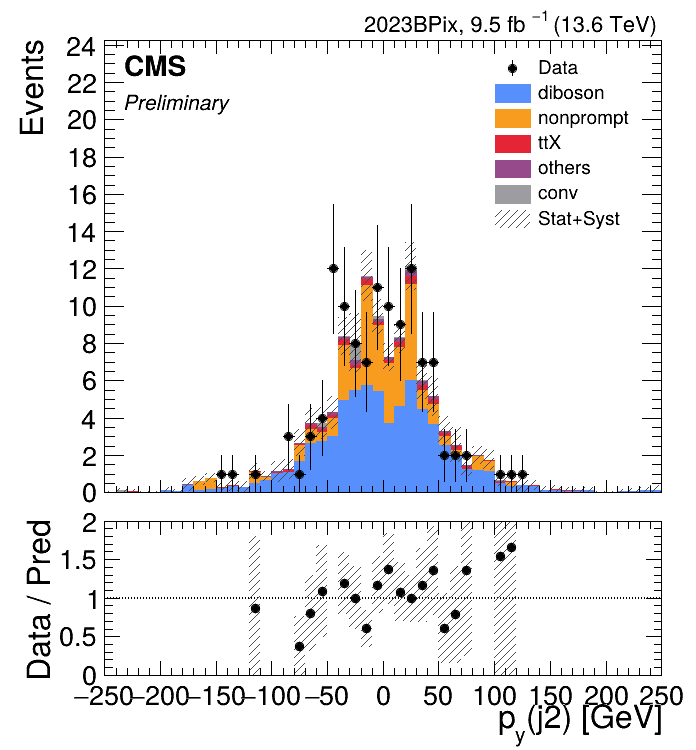 2023BPix, 9.5 fb⁻¹ (13.6 TeV)
CMS
Preliminary
Events
24
22
20
18
16
14
12
10
8
6
4
2
0
Data
diboson
nonprompt
ttX
others
conv
Stat+Syst
Data / Pred
2
1.5
1
0.5
0
−250 −200 −150 −100 −50 0 50 100 150 200 250
p_y(j2) [GeV]